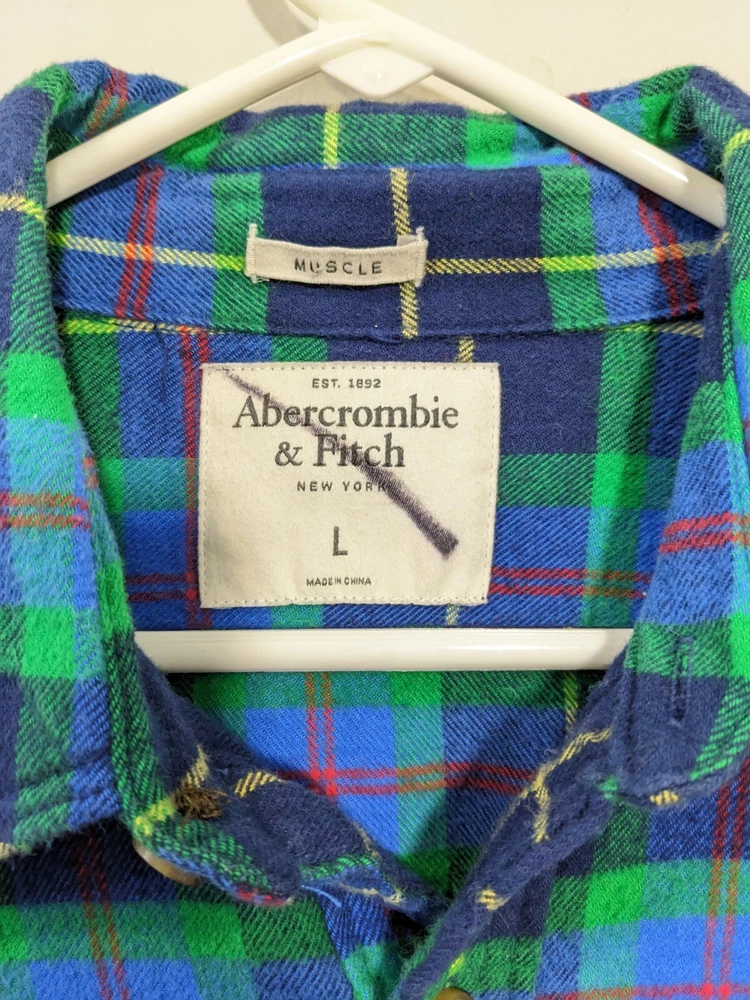 MUSCLE
EST. 1892
Abercrombie
& Fitch
NEW YORK
L
MADE IN CHINA